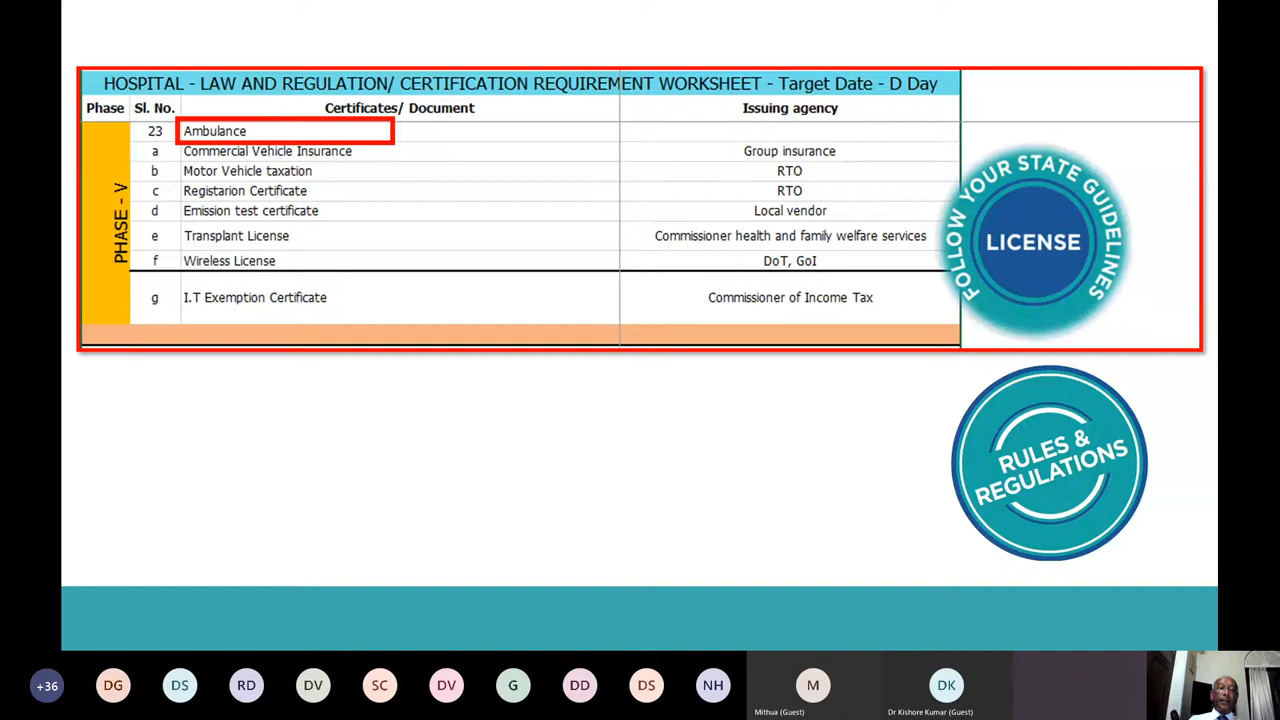 HOSPITAL - LAW AND REGULATION/ CERTIFICATION REQUIREMENT WORKSHEET - Target Date - D Day
Phase Sl. No. Certificates/ Document Issuing agency
PHASE - V
23 Ambulance
a Commercial Vehicle Insurance Group insurance
b Motor Vehicle taxation RTO
c Registarion Certificate RTO
d Emission test certificate Local vendor
e Transplant License Commissioner health and family welfare services
f Wireless License DoT, GoI
g I.T Exemption Certificate Commissioner of Income Tax
FOLLOW YOUR STATE GUIDELINES
LICENSE
RULES &
REGULATIONS
+36 DG DS RD DV SC DV G DD DS NH M DK
Mithua (Guest) Dr Kishore Kumar (Guest)